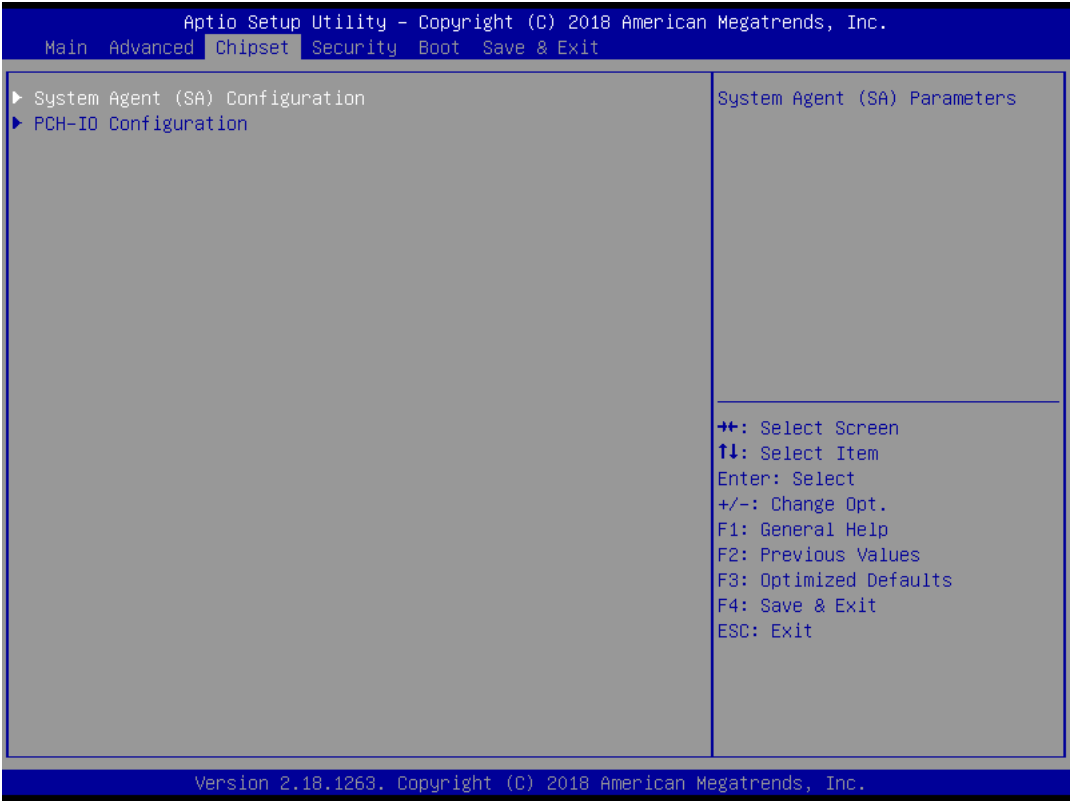 Aptio Setup Utility – Copyright (C) 2018 American Megatrends, Inc.
Main Advanced Chipset Security Boot Save & Exit
▶ System Agent (SA) Configuration
▶ PCH-IO Configuration
System Agent (SA) Parameters
→←: Select Screen
↑↓: Select Item
Enter: Select
+/-: Change Opt.
F1: General Help
F2: Previous Values
F3: Optimized Defaults
F4: Save & Exit
ESC: Exit
Version 2.18.1263. Copyright (C) 2018 American Megatrends, Inc.